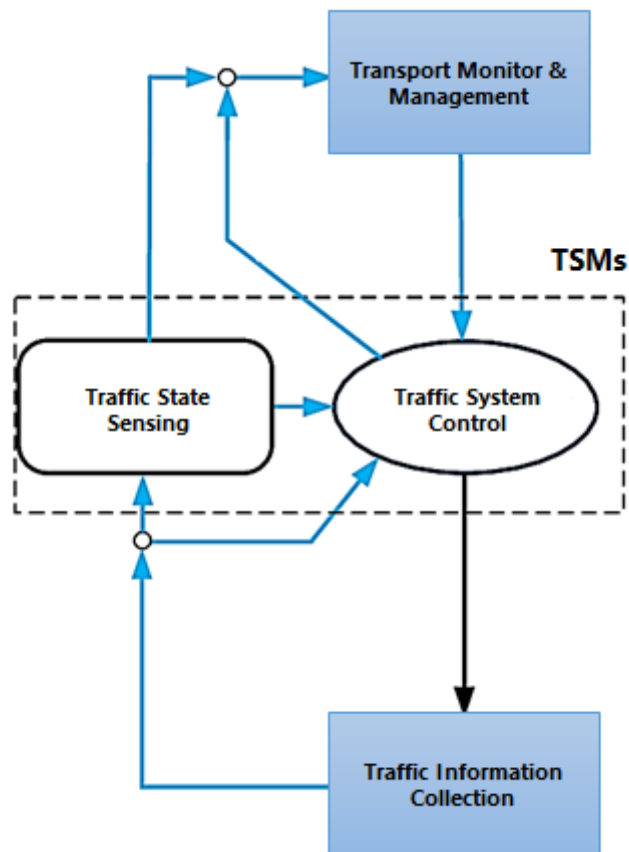 Transport Monitor &
Management
TSMs
Traffic State
Sensing
Traffic System
Control
Traffic Information
Collection